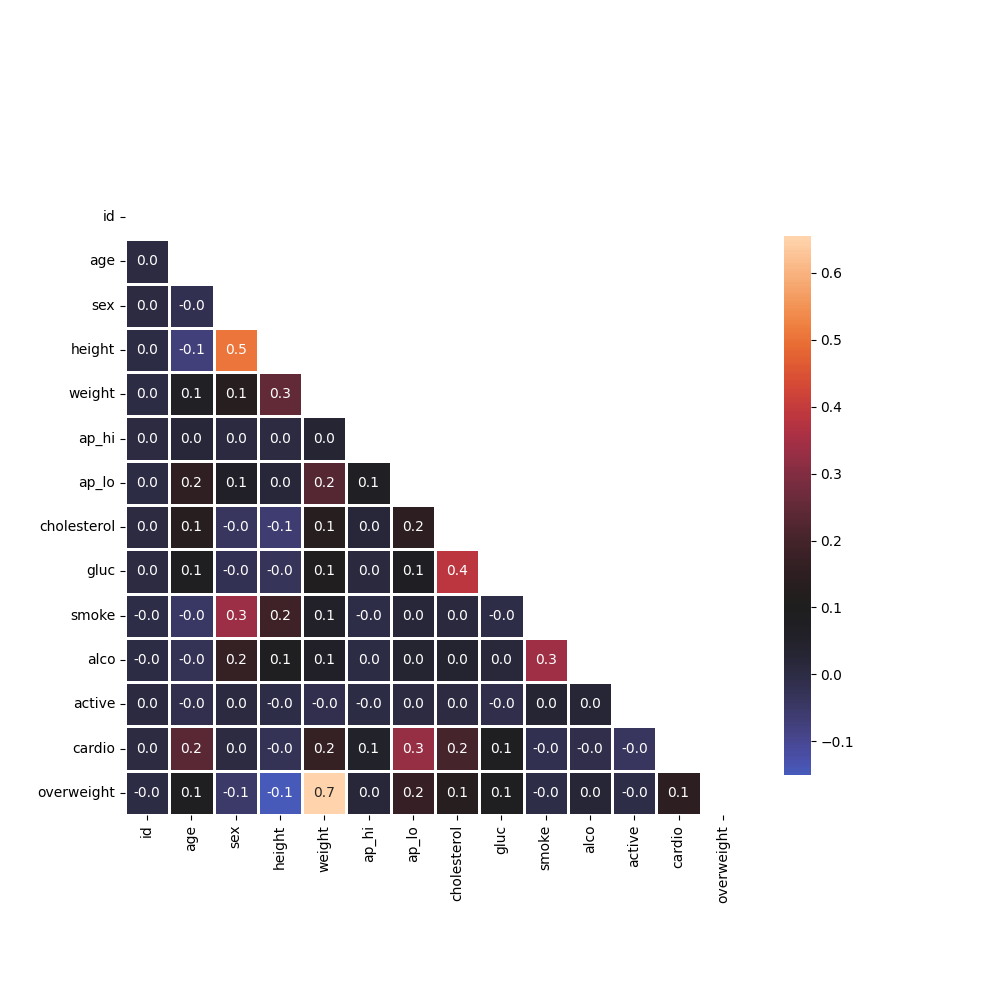 id
age 0.0
sex 0.0 -0.0
height 0.0 -0.1 0.5
weight 0.0 0.1 0.1 0.3
ap_hi 0.0 0.0 0.0 0.0 0.0
ap_lo 0.0 0.2 0.1 0.0 0.2 0.1
cholesterol 0.0 0.1 -0.0 -0.1 0.1 0.0 0.2
gluc 0.0 0.1 -0.0 -0.0 0.1 0.0 0.1 0.4
smoke -0.0 -0.0 0.3 0.2 0.1 -0.0 0.0 0.0 -0.0
alco -0.0 -0.0 0.2 0.1 0.1 0.0 0.0 0.0 0.0 0.3
active 0.0 -0.0 0.0 -0.0 -0.0 -0.0 0.0 0.0 -0.0 0.0 0.0
cardio 0.0 0.2 0.0 -0.0 0.2 0.1 0.3 0.2 0.1 -0.0 -0.0 -0.0
overweight -0.0 0.1 -0.1 -0.1 0.7 0.0 0.2 0.1 0.1 -0.0 0.0 -0.0 0.1
id age sex height weight ap_hi ap_lo cholesterol gluc smoke alco active cardio overweight
0.6
0.5
0.4
0.3
0.2
0.1
0.0
−0.1